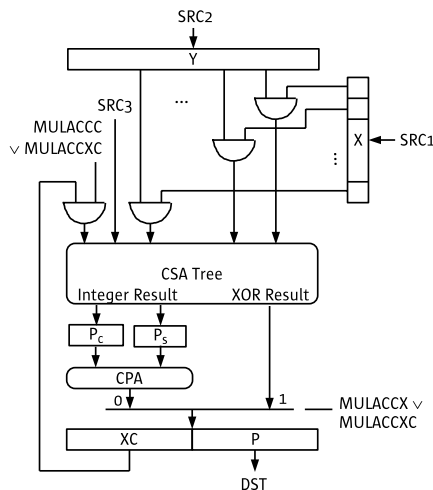 SRC2
Y
...
SRC3
MULACCC
∨ MULACCXC
X
SRC1
...
CSA Tree
Integer Result
XOR Result
Pc
Ps
CPA
0
1
MULACCX ∨
MULACCXC
XC
P
DST